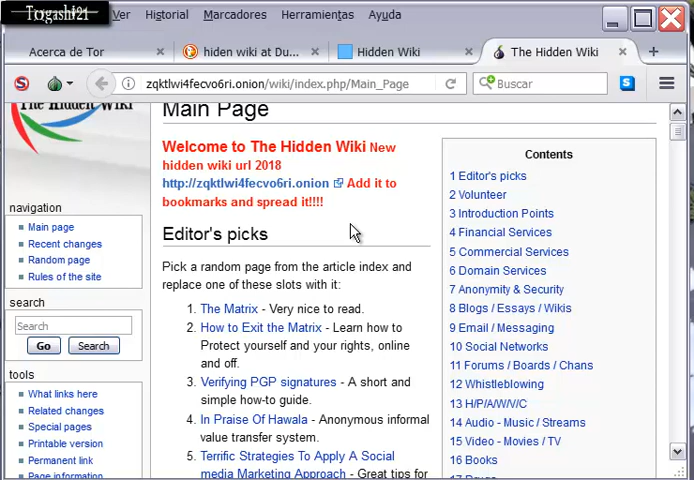 Togashi21
Ver Historial Marcadores Herramientas Ayuda
Acerca de Tor
hiden wiki at Du...
Hidden Wiki
The Hidden Wiki
zqktlwi4fecvo6ri.onion/wiki/index.php/Main_Page
Buscar
The Hidden Wiki
navigation
Main page
Recent changes
Random page
Rules of the site
search
Search
Go Search
tools
What links here
Related changes
Special pages
Printable version
Permanent link
Page information
Main Page
Welcome to The Hidden Wiki New
hidden wiki url 2018
http://zqktlwi4fecvo6ri.onion Add it to
bookmarks and spread it!!!!
Editor's picks
Pick a random page from the article index and
replace one of these slots with it:
1. The Matrix - Very nice to read.
2. How to Exit the Matrix - Learn how to
Protect yourself and your rights, online
and off.
3. Verifying PGP signatures - A short and
simple how-to guide.
4. In Praise Of Hawala - Anonymous informal
value transfer system.
5. Terrific Strategies To Apply A Social
media Marketing Approach - Great tips for
Contents
1 Editor's picks
2 Volunteer
3 Introduction Points
4 Financial Services
5 Commercial Services
6 Domain Services
7 Anonymity & Security
8 Blogs / Essays / Wikis
9 Email / Messaging
10 Social Networks
11 Forums / Boards / Chans
12 Whistleblowing
13 H/P/A/W/V/C
14 Audio - Music / Streams
15 Video - Movies / TV
16 Books